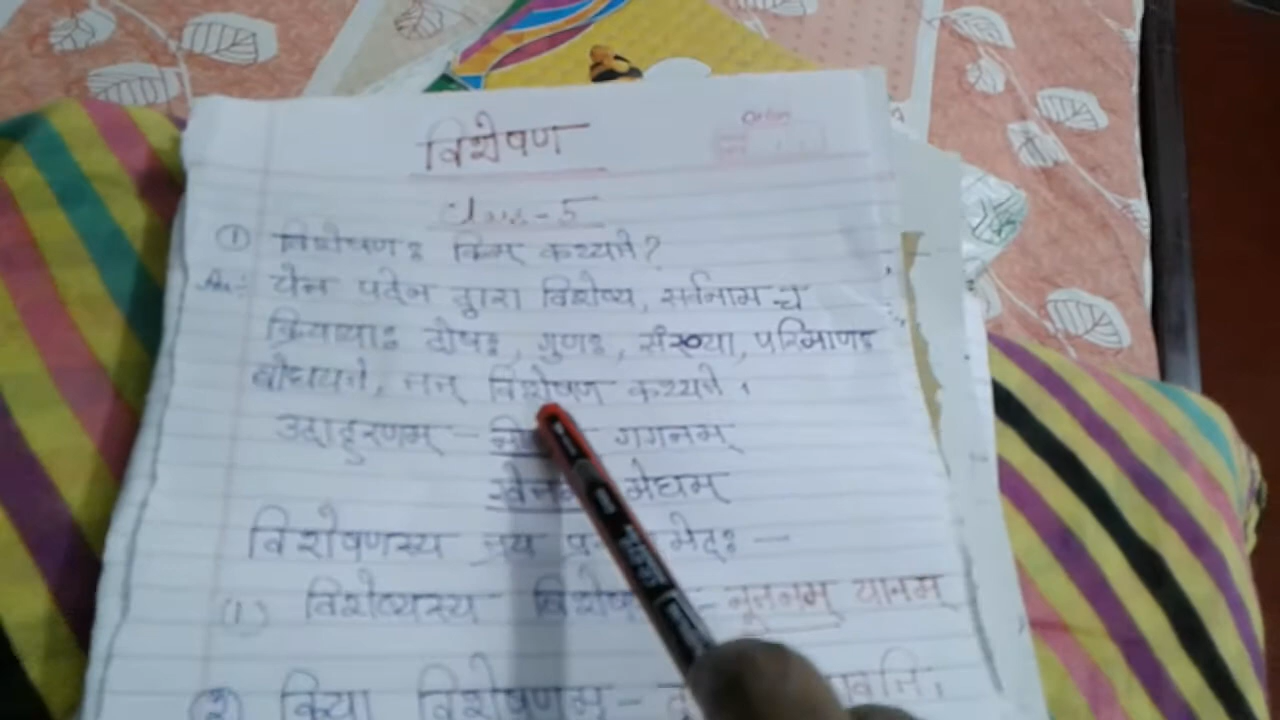 विशेषण
Class-5
① विशेषणः किम् कथ्यते?
Ans:- येन पदेन द्वारा विशेष्य, सर्वनाम च
क्रियायाः दोषः, गुणः, संख्या, परिमाणः
बोधयते, तत् विशेषण कथ्यते।
उदाहरणम् - गगनम्
मेघम्
विशेषणस्य त्रय भेदः —
(1) विशेष्यस्य - नूतनम् यानम्
② क्रिया विशेषणम् -